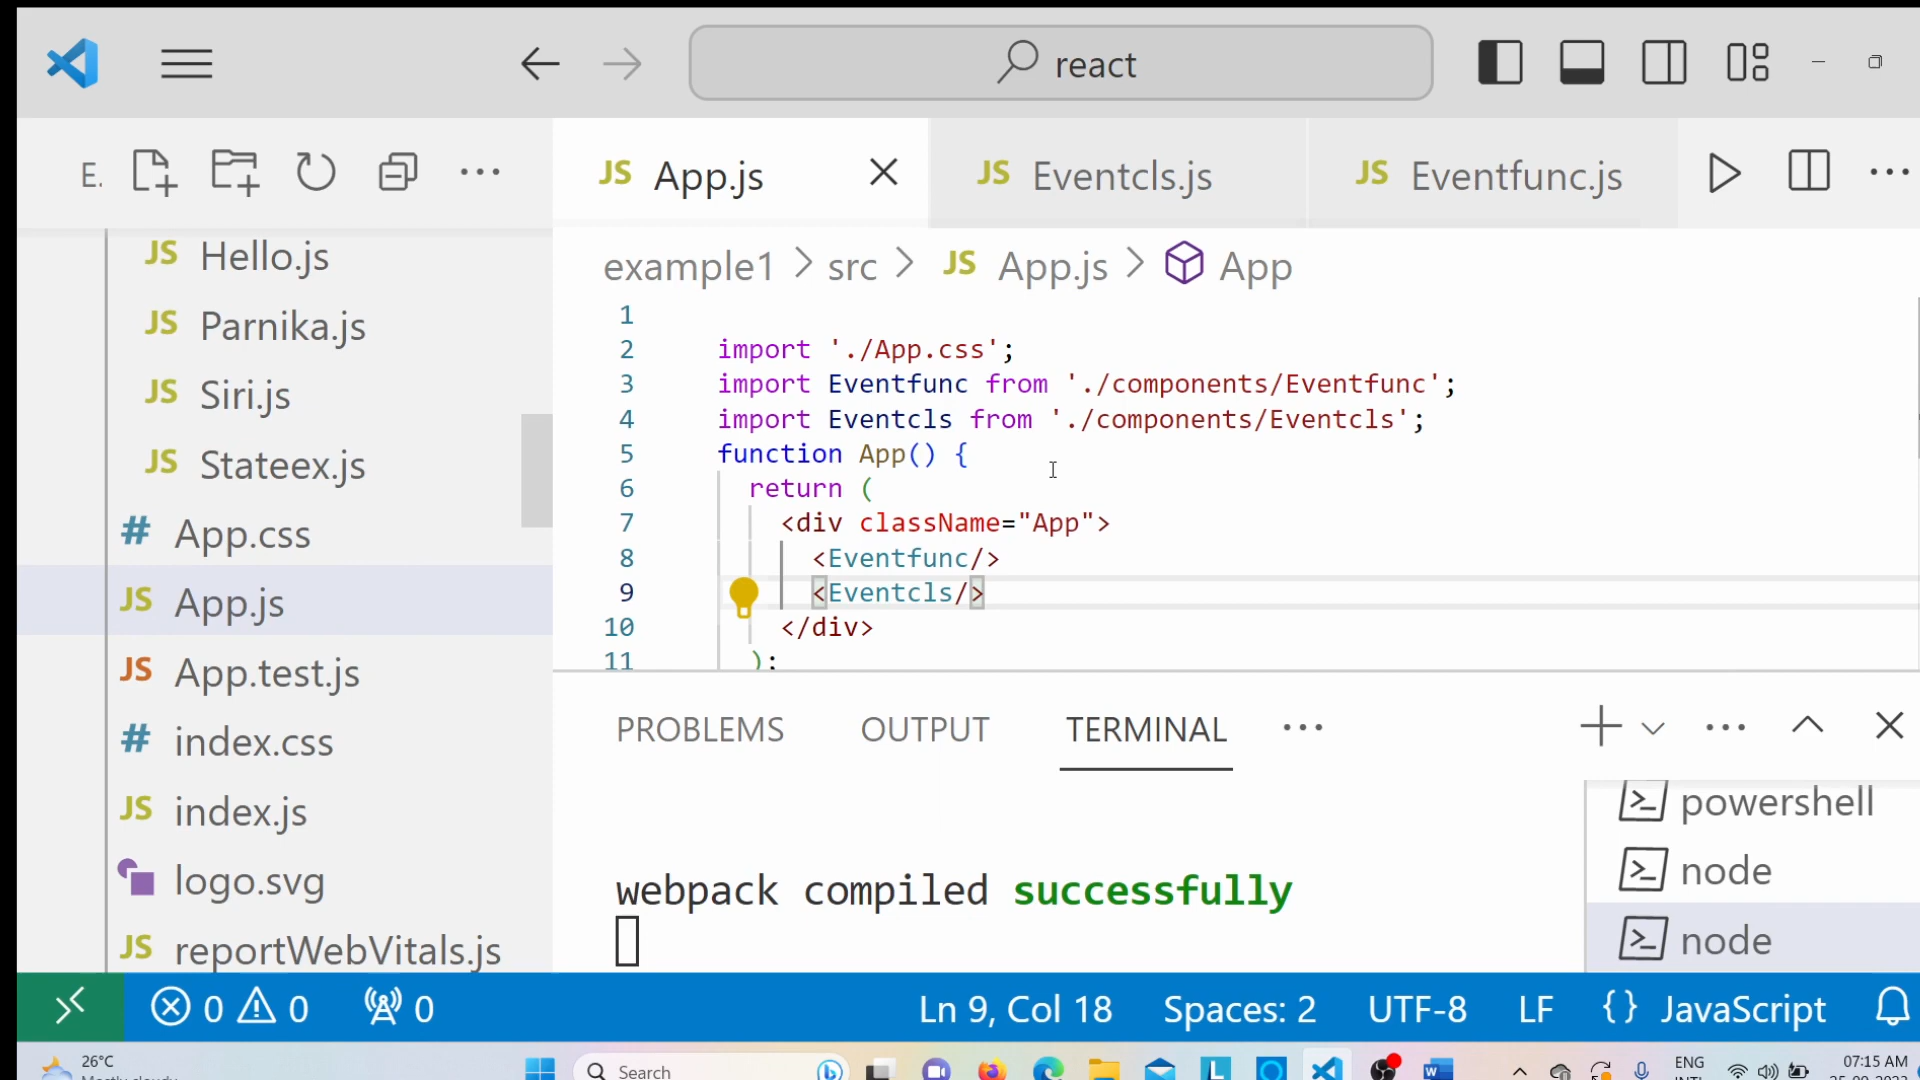 react
E.
JS App.js
JS Eventcls.js
JS Eventfunc.js
example1 > src > JS App.js > App
JS Hello.js
JS Parnika.js
JS Siri.js
JS Stateex.js
# App.css
JS App.js
JS App.test.js
# index.css
JS index.js
logo.svg
JS reportWebVitals.js
1
2 import './App.css';
3 import Eventfunc from './components/Eventfunc';
4 import Eventcls from './components/Eventcls';
5 function App() {
6 return (
7 <div className="App">
8 <Eventfunc/>
9 <Eventcls/>
10 </div>
11 );
PROBLEMS OUTPUT TERMINAL
webpack compiled successfully
powershell
node
node
0 0 0
Ln 9, Col 18 Spaces: 2 UTF-8 LF {} JavaScript
26°C
Search
ENG
07:15 AM